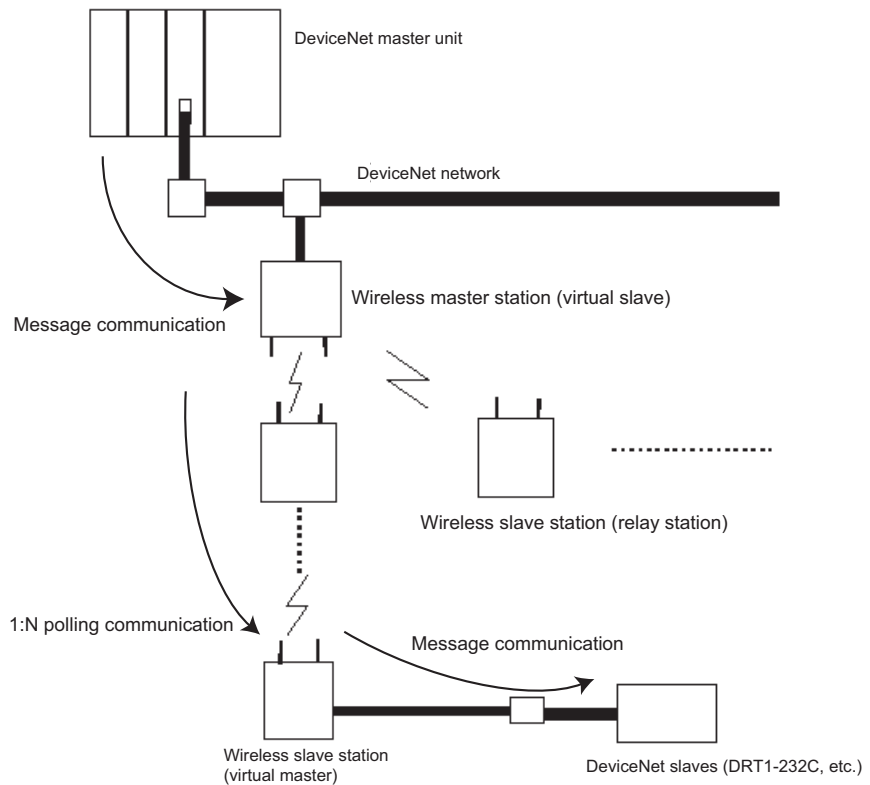 DeviceNet master unit
DeviceNet network
Wireless master station (virtual slave)
Message communication
Wireless slave station (relay station)
1:N polling communication
Message communication
Wireless slave station
(virtual master)
DeviceNet slaves (DRT1-232C, etc.)